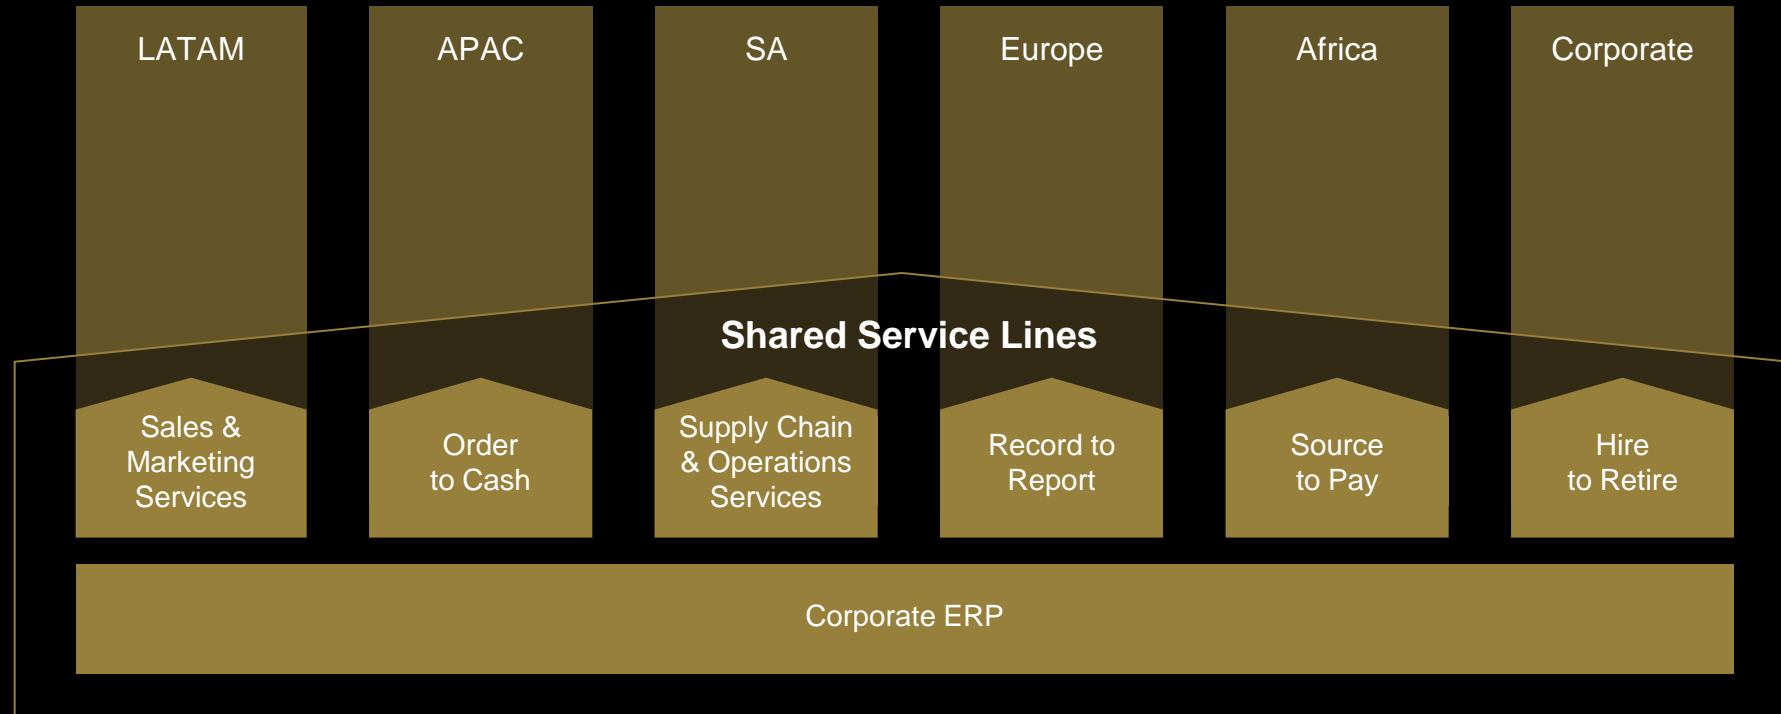 LATAM
APAC
SA
Europe
Africa
Corporate
Shared Service Lines
Sales &
Marketing
Services
Order
to Cash
Supply Chain
& Operations
Services
Record to
Report
Source
to Pay
Hire
to Retire
Corporate ERP